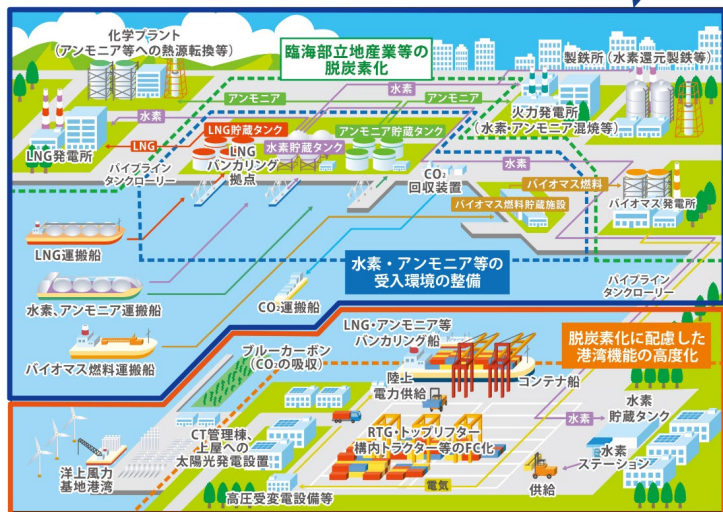 化学プラント
(アンモニア等への熱源転換等)
臨海部立地産業等の
脱炭素化
製鉄所(水素還元製鉄等)
アンモニア
水素
アンモニア
水素
火力発電所
(水素・アンモニア混焼等)
LNG貯蔵タンク
アンモニア貯蔵タンク
LNG
水素貯蔵タンク
LNG発電所
LNG
バンカリング
拠点
パイプライン
タンクローリー
CO₂
回収装置
水素
バイオマス燃料
バイオマス燃料貯蔵施設
バイオマス発電所
LNG運搬船
水素・アンモニア等の
受入環境の整備
水素、アンモニア運搬船
CO₂運搬船
パイプライン
タンクローリー
バイオマス燃料運搬船
LNG・アンモニア等
バンカリング船
脱炭素化に配慮した
港湾機能の高度化
ブルーカーボン
(CO₂の吸収)
コンテナ船
陸上
電力供給
水素
貯蔵タンク
水素
CT管理棟、
上屋への
太陽光発電設置
RTG・トップリフター
構内トラクター等のFC化
水素
ステーション
洋上風力
基地港湾
電気
供給
高圧受変電設備等